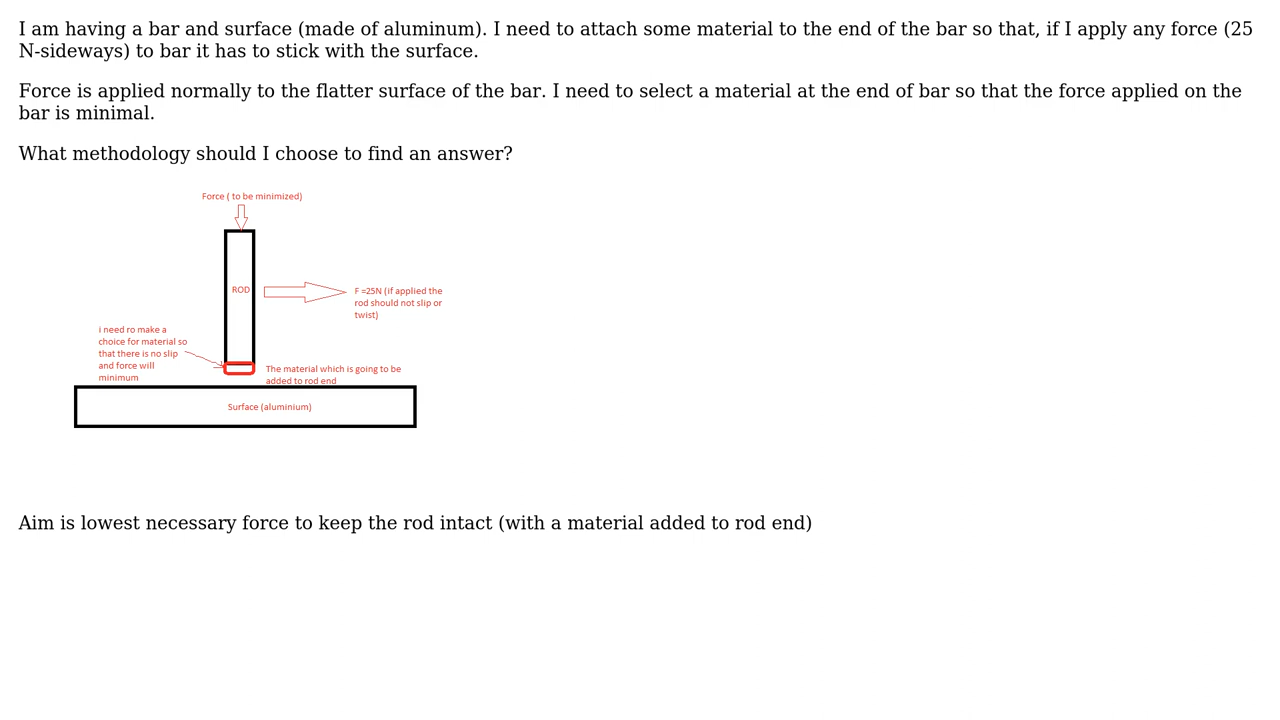 I am having a bar and surface (made of aluminum). I need to attach some material to the end of the bar so that, if I apply any force (25
N-sideways) to bar it has to stick with the surface.
Force is applied normally to the flatter surface of the bar. I need to select a material at the end of bar so that the force applied on the
bar is minimal.
What methodology should I choose to find an answer?
Force ( to be minimized)
ROD
F =25N (if applied the
rod should not slip or
twist)
i need ro make a
choice for material so
that there is no slip
and force will
minimum
The material which is going to be
added to rod end
Surface (aluminium)
Aim is lowest necessary force to keep the rod intact (with a material added to rod end)